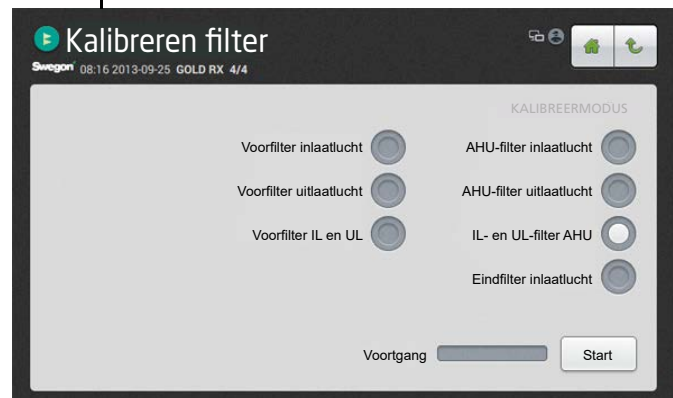 Kalibreren filter
Swegon 08:16 2013-09-25 GOLD RX 4/4
KALIBREERMODUS
Voorfilter inlaatlucht AHU-filter inlaatlucht
Voorfilter uitlaatlucht AHU-filter uitlaatlucht
Voorfilter IL en UL IL- en UL-filter AHU
Eindfilter inlaatlucht
Voortgang Start